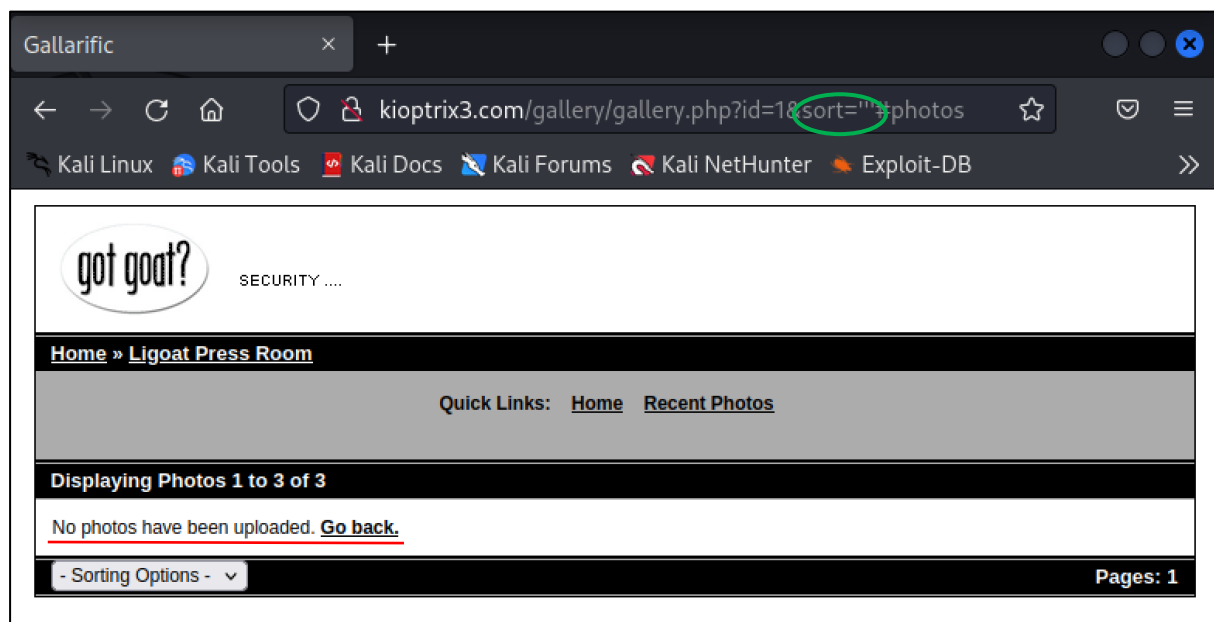 Gallarific
kioptrix3.com/gallery/gallery.php?id=1&sort='"#photos
Kali Linux Kali Tools Kali Docs Kali Forums Kali NetHunter Exploit-DB
got goat? SECURITY ....
Home » Ligoat Press Room
Quick Links: Home Recent Photos
Displaying Photos 1 to 3 of 3
No photos have been uploaded. Go back.
- Sorting Options - Pages: 1